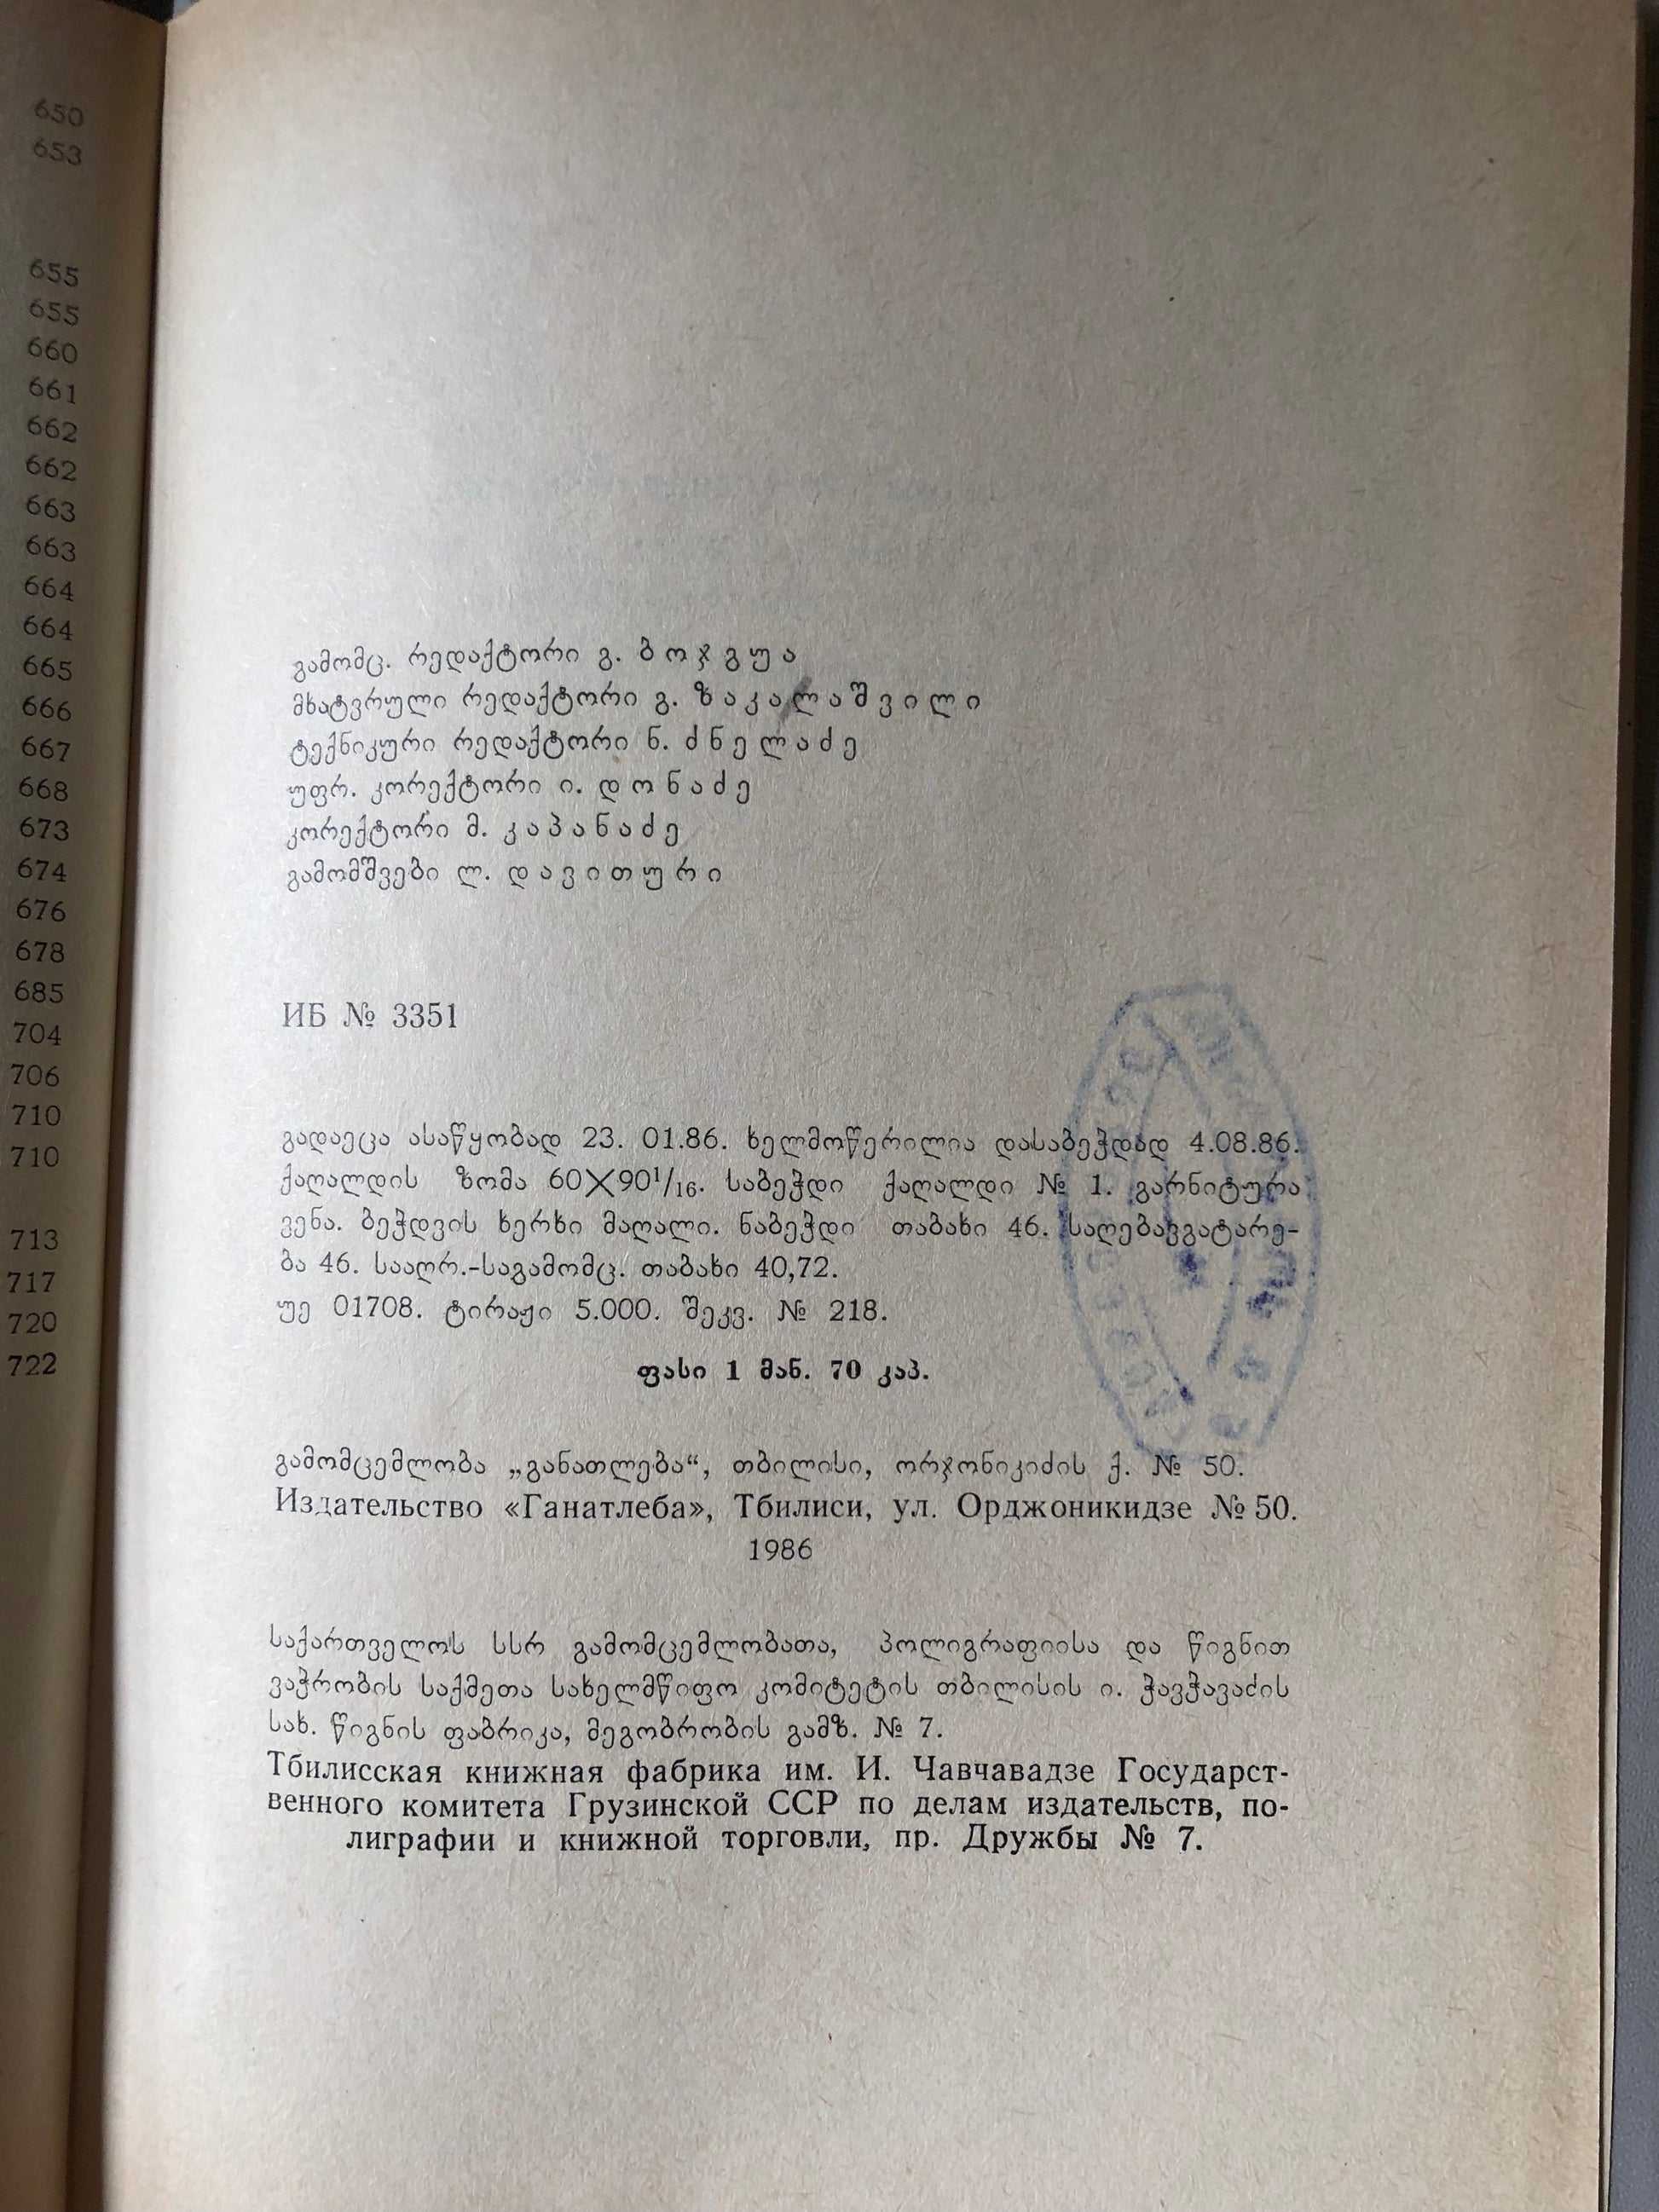 650
653
655
655
660
661
662
662
663
663
664
664
665
666
667
668
673
674
676
678
685
704
706
710
710
713
717
720
722
გამომც. რედაქტორი გ. ბოჯგუა
მხატვრული რედაქტორი გ. ზაკალაშვილი
ტექნიკური რედაქტორი ნ. ძნელაძე
უფრ. კორექტორი ი. დონაძე
კორექტორი მ. კაპანაძე
გამომშვები ლ. დავითური
ИБ № 3351
გადაეცა ასაწყობად 23. 01.86. ხელმოწერილია დასაბეჭდად 4.08.86.
ქაღალდის ზომა 60X90¹/₁₆. საბეჭდი ქაღალდი № 1. გარნიტურა
ვენა. ბეჭდვის ხერხი მაღალი. ნაბეჭდი თაბახი 46. საღებავგატარე-
ბა 46. სააღრ.-საგამომც. თაბახი 40,72.
უე 01708. ტირაჟი 5.000. შეკვ. № 218.
ფასი 1 მან. 70 კაპ.
გამომცემლობა „განათლება“, თბილისი, ორჯონიკიძის ქ. № 50.
Издательство «Ганатлеба», Тбилиси, ул. Орджоникидзе № 50.
1986
საქართველოს სსრ გამომცემლობათა, პოლიგრაფიისა და წიგნით
ვაჭრობის საქმეთა სახელმწიფო კომიტეტის თბილისის ი. ჭავჭავაძის
სახ. წიგნის ფაბრიკა, მეგობრობის გამზ. № 7.
Тбилисская книжная фабрика им. И. Чавчавадзе Государст-
венного комитета Грузинской ССР по делам издательств, по-
лиграфии и книжной торговли, пр. Дружбы № 7.